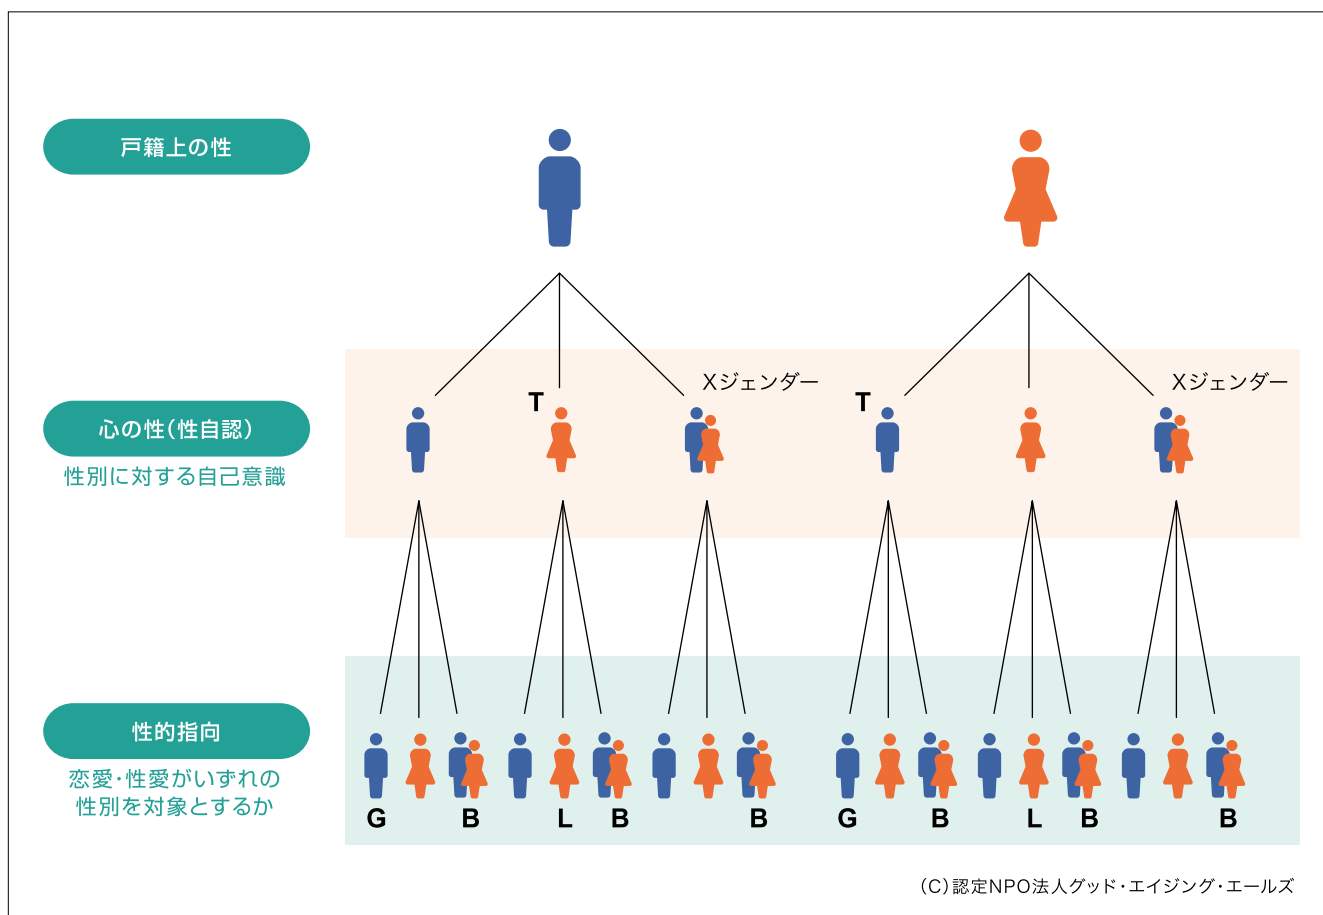 戸籍上の性
Xジェンダー
Xジェンダー
T
T
心の性(性自認)
性別に対する自己意識
性的指向
恋愛・性愛がいずれの
性別を対象とするか
G B L B B G B L B B
(C)認定NPO法人グッド・エイジング・エールズ